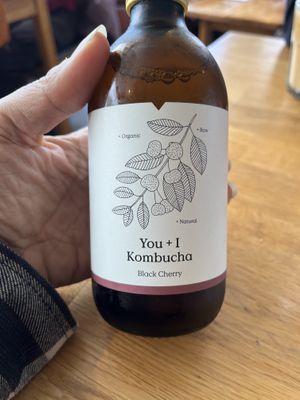 + Organic
+ Raw
+ Natural
You + I
Kombucha
Black Cherry